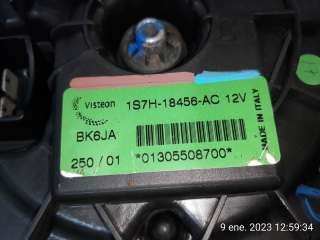 Visteon
1S7H-18456-AC 12V
BK6JA
250/01
*01305508700*
MADE IN ITALY
9 ene. 2023 12:59:34